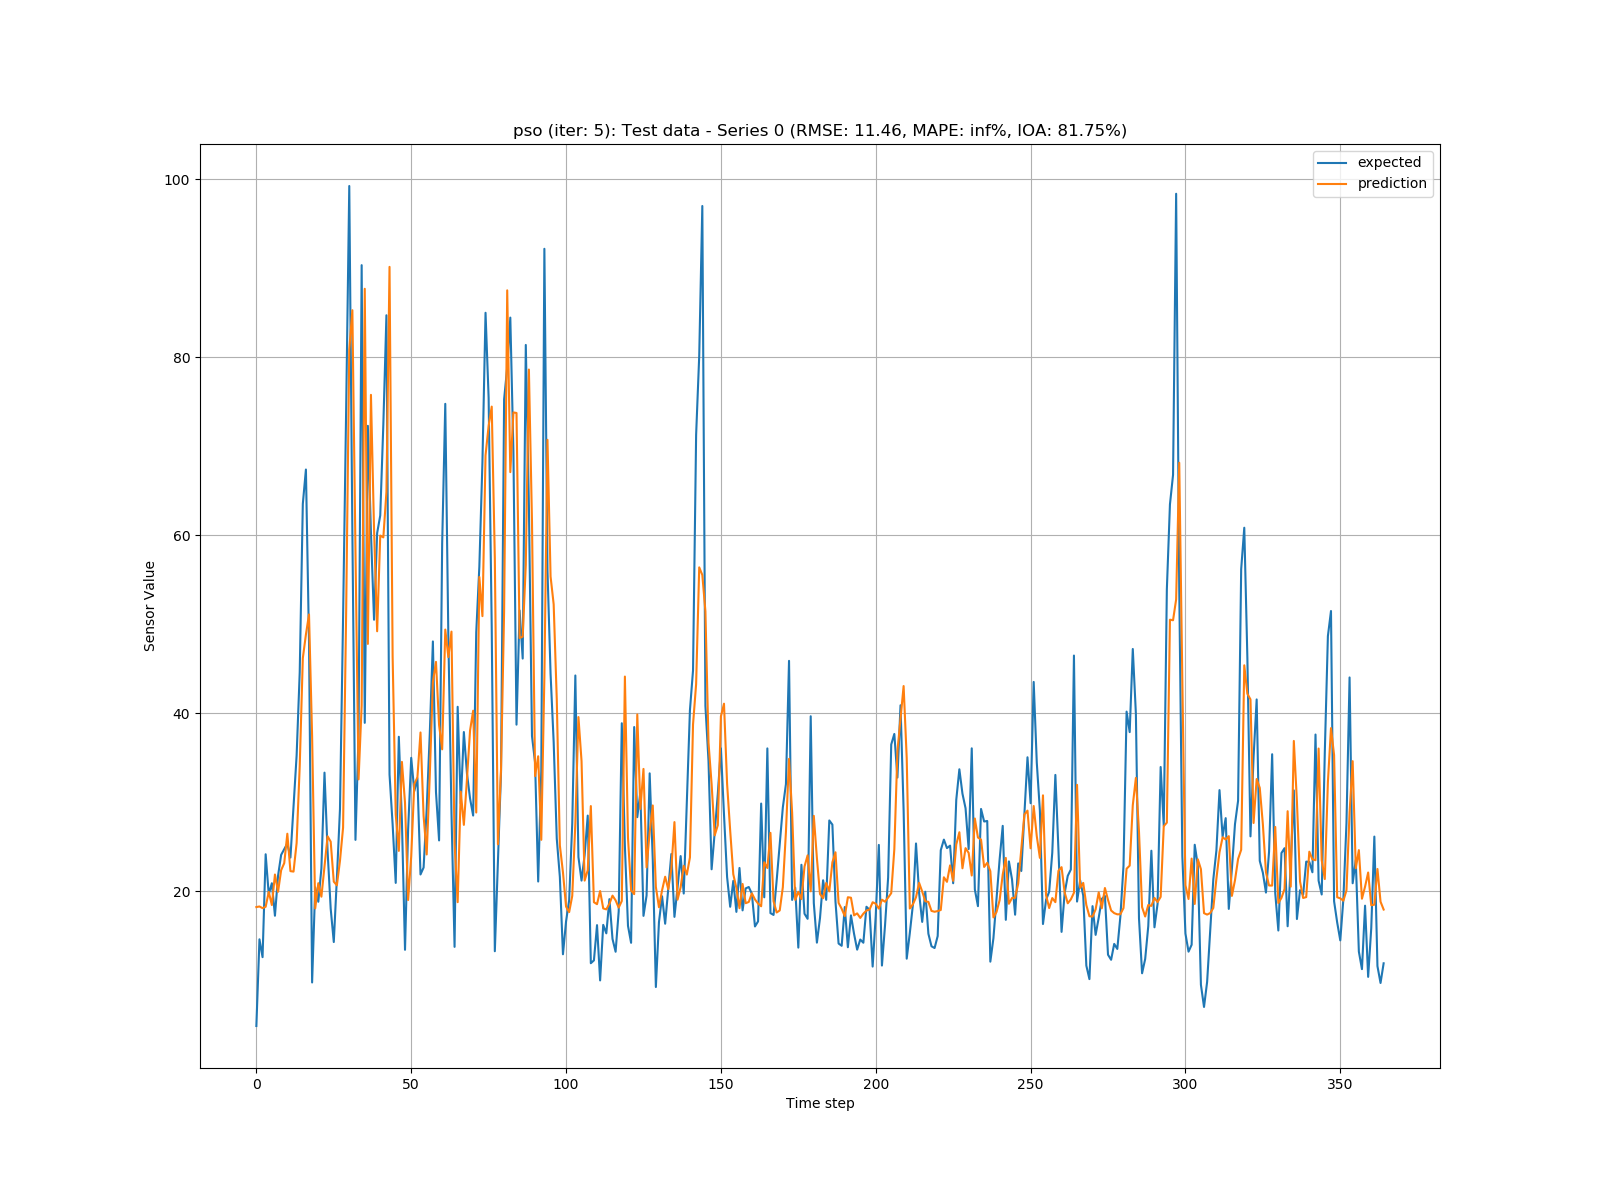 pso (iter: 5): Test data - Series 0 (RMSE: 11.46, MAPE: inf%, IOA: 81.75%)
expected
prediction
100
80
60
40
20
Sensor Value
0 50 100 150 200 250 300 350
Time step